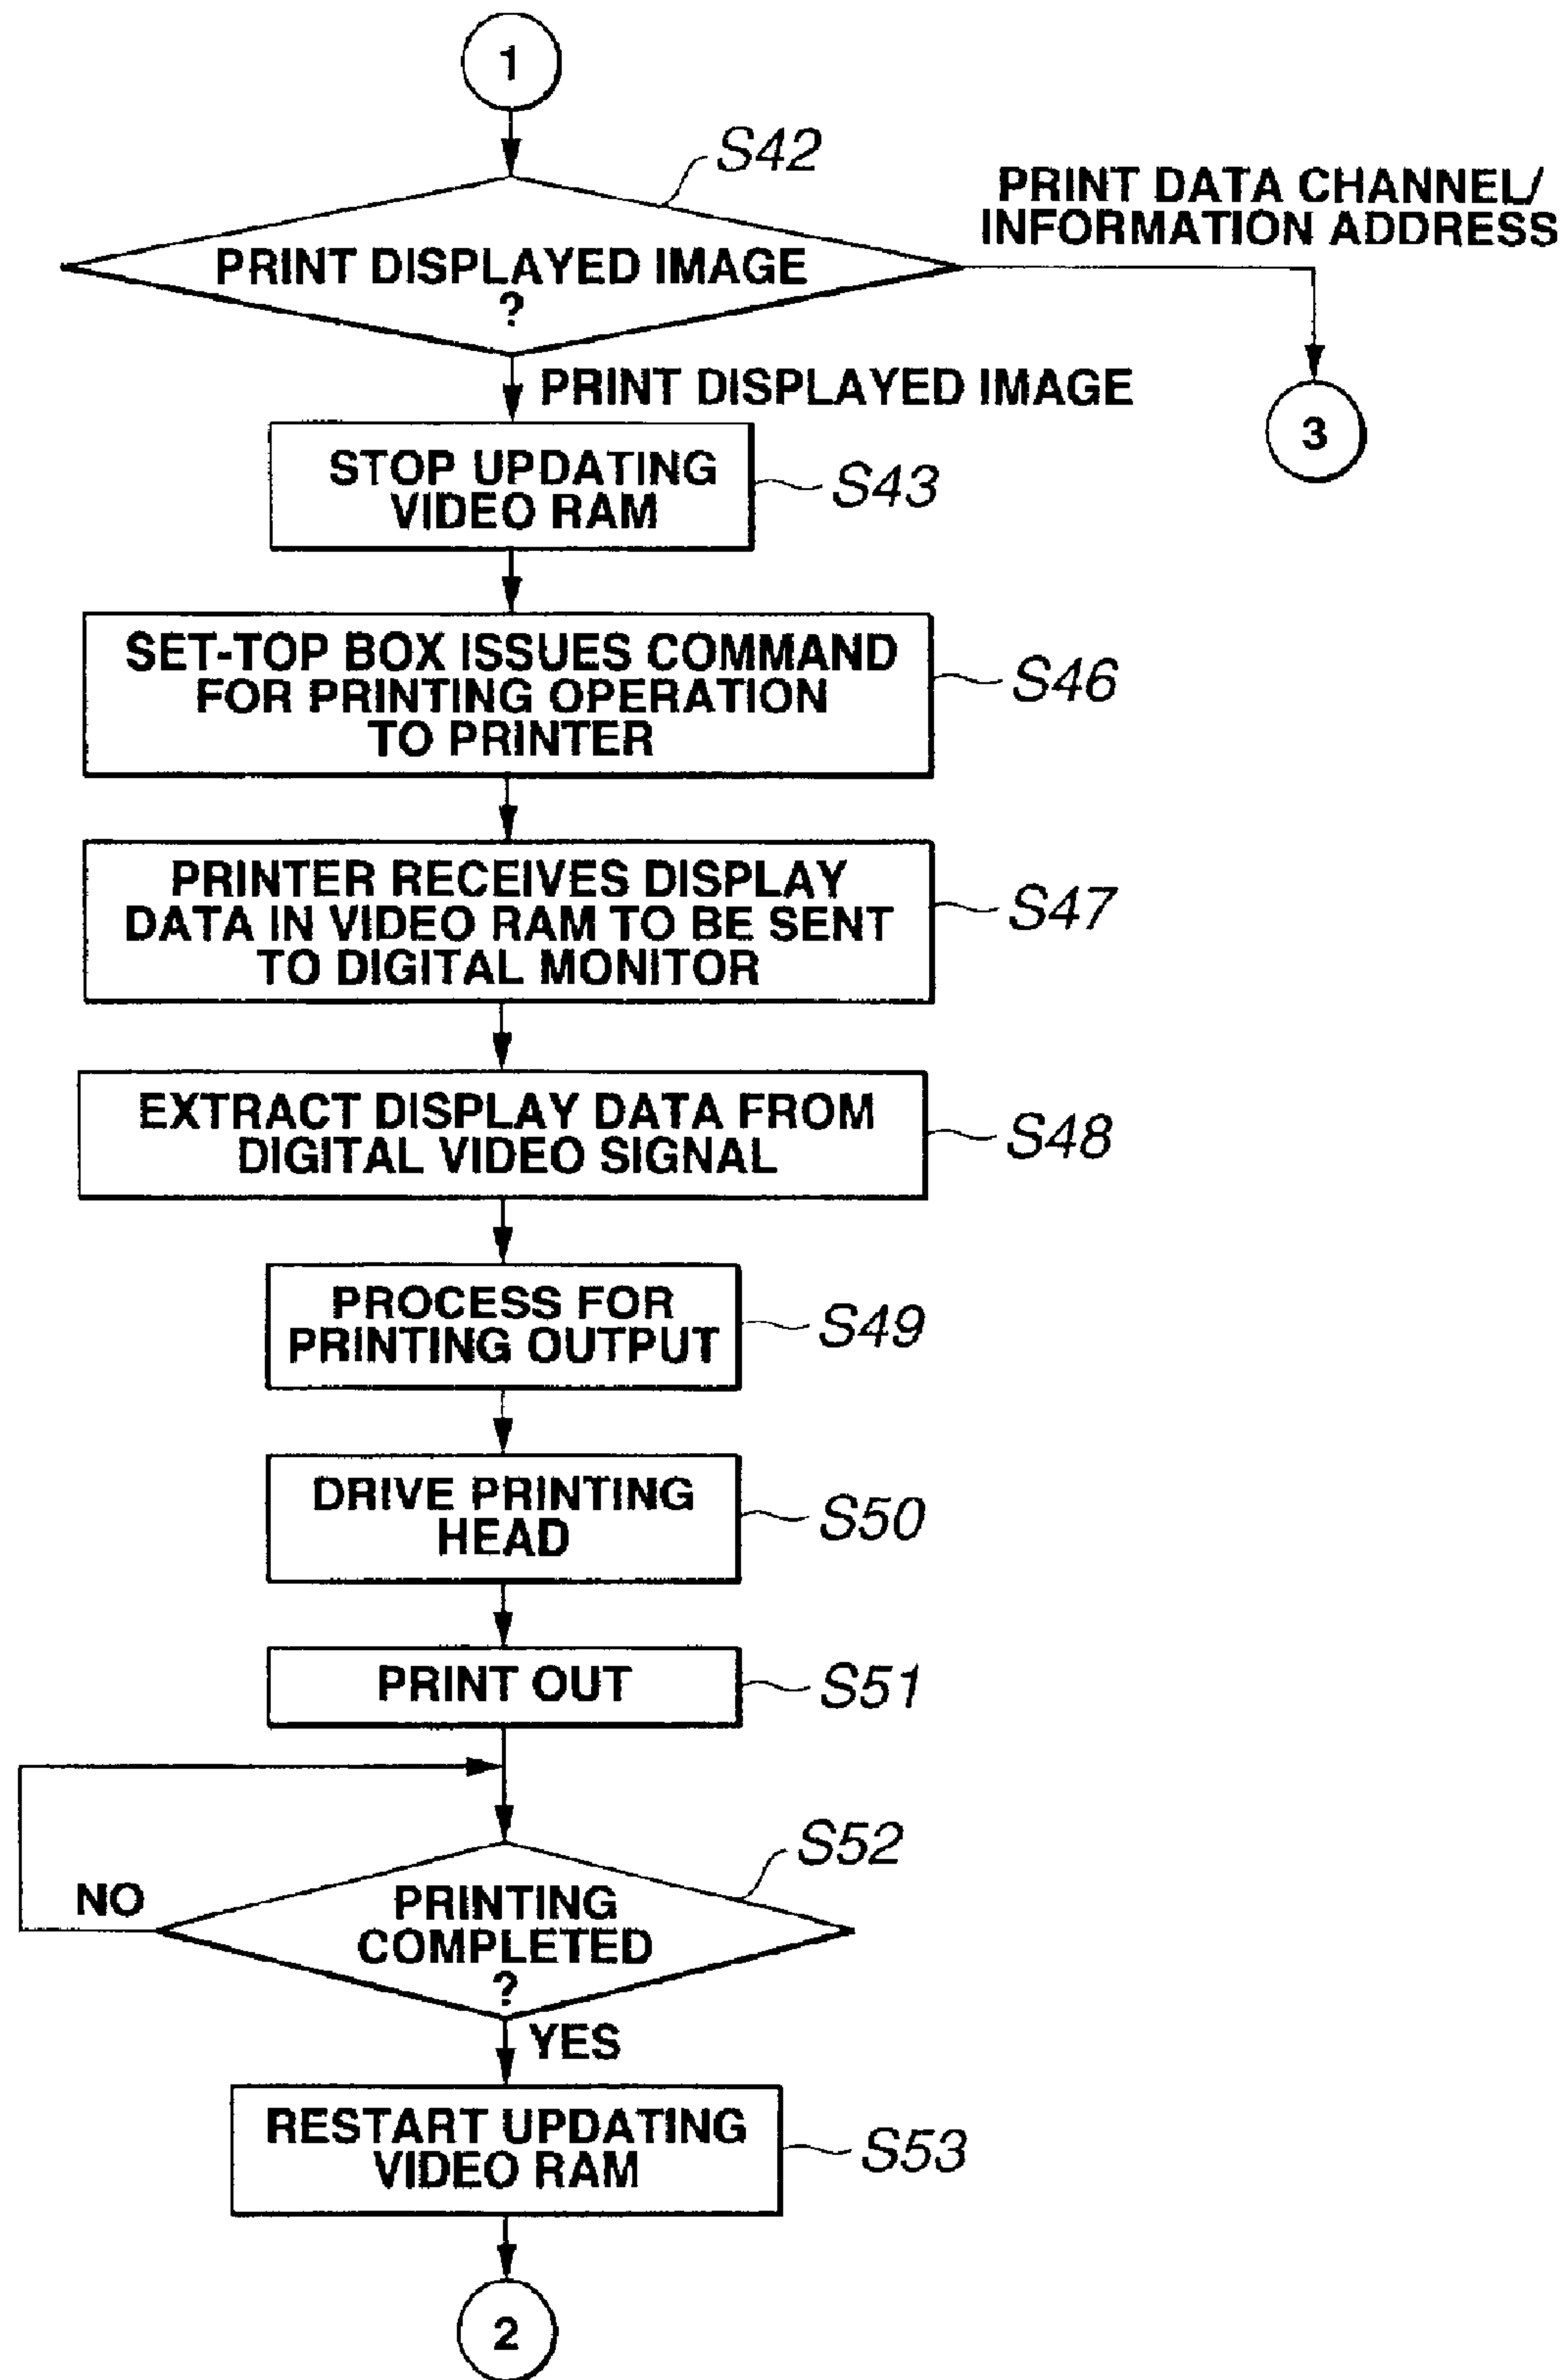 1
S42
PRINT DATA CHANNEL/
INFORMATION ADDRESS
PRINT DISPLAYED IMAGE
?
PRINT DISPLAYED IMAGE
3
STOP UPDATING
VIDEO RAM
S43
SET-TOP BOX ISSUES COMMAND
FOR PRINTING OPERATION
TO PRINTER
S46
PRINTER RECEIVES DISPLAY
DATA IN VIDEO RAM TO BE SENT
TO DIGITAL MONITOR
S47
EXTRACT DISPLAY DATA FROM
DIGITAL VIDEO SIGNAL
S48
PROCESS FOR
PRINTING OUTPUT
S49
DRIVE PRINTING
HEAD
S50
PRINT OUT
S51
S52
NO
PRINTING
COMPLETED
?
YES
RESTART UPDATING
VIDEO RAM
S53
2